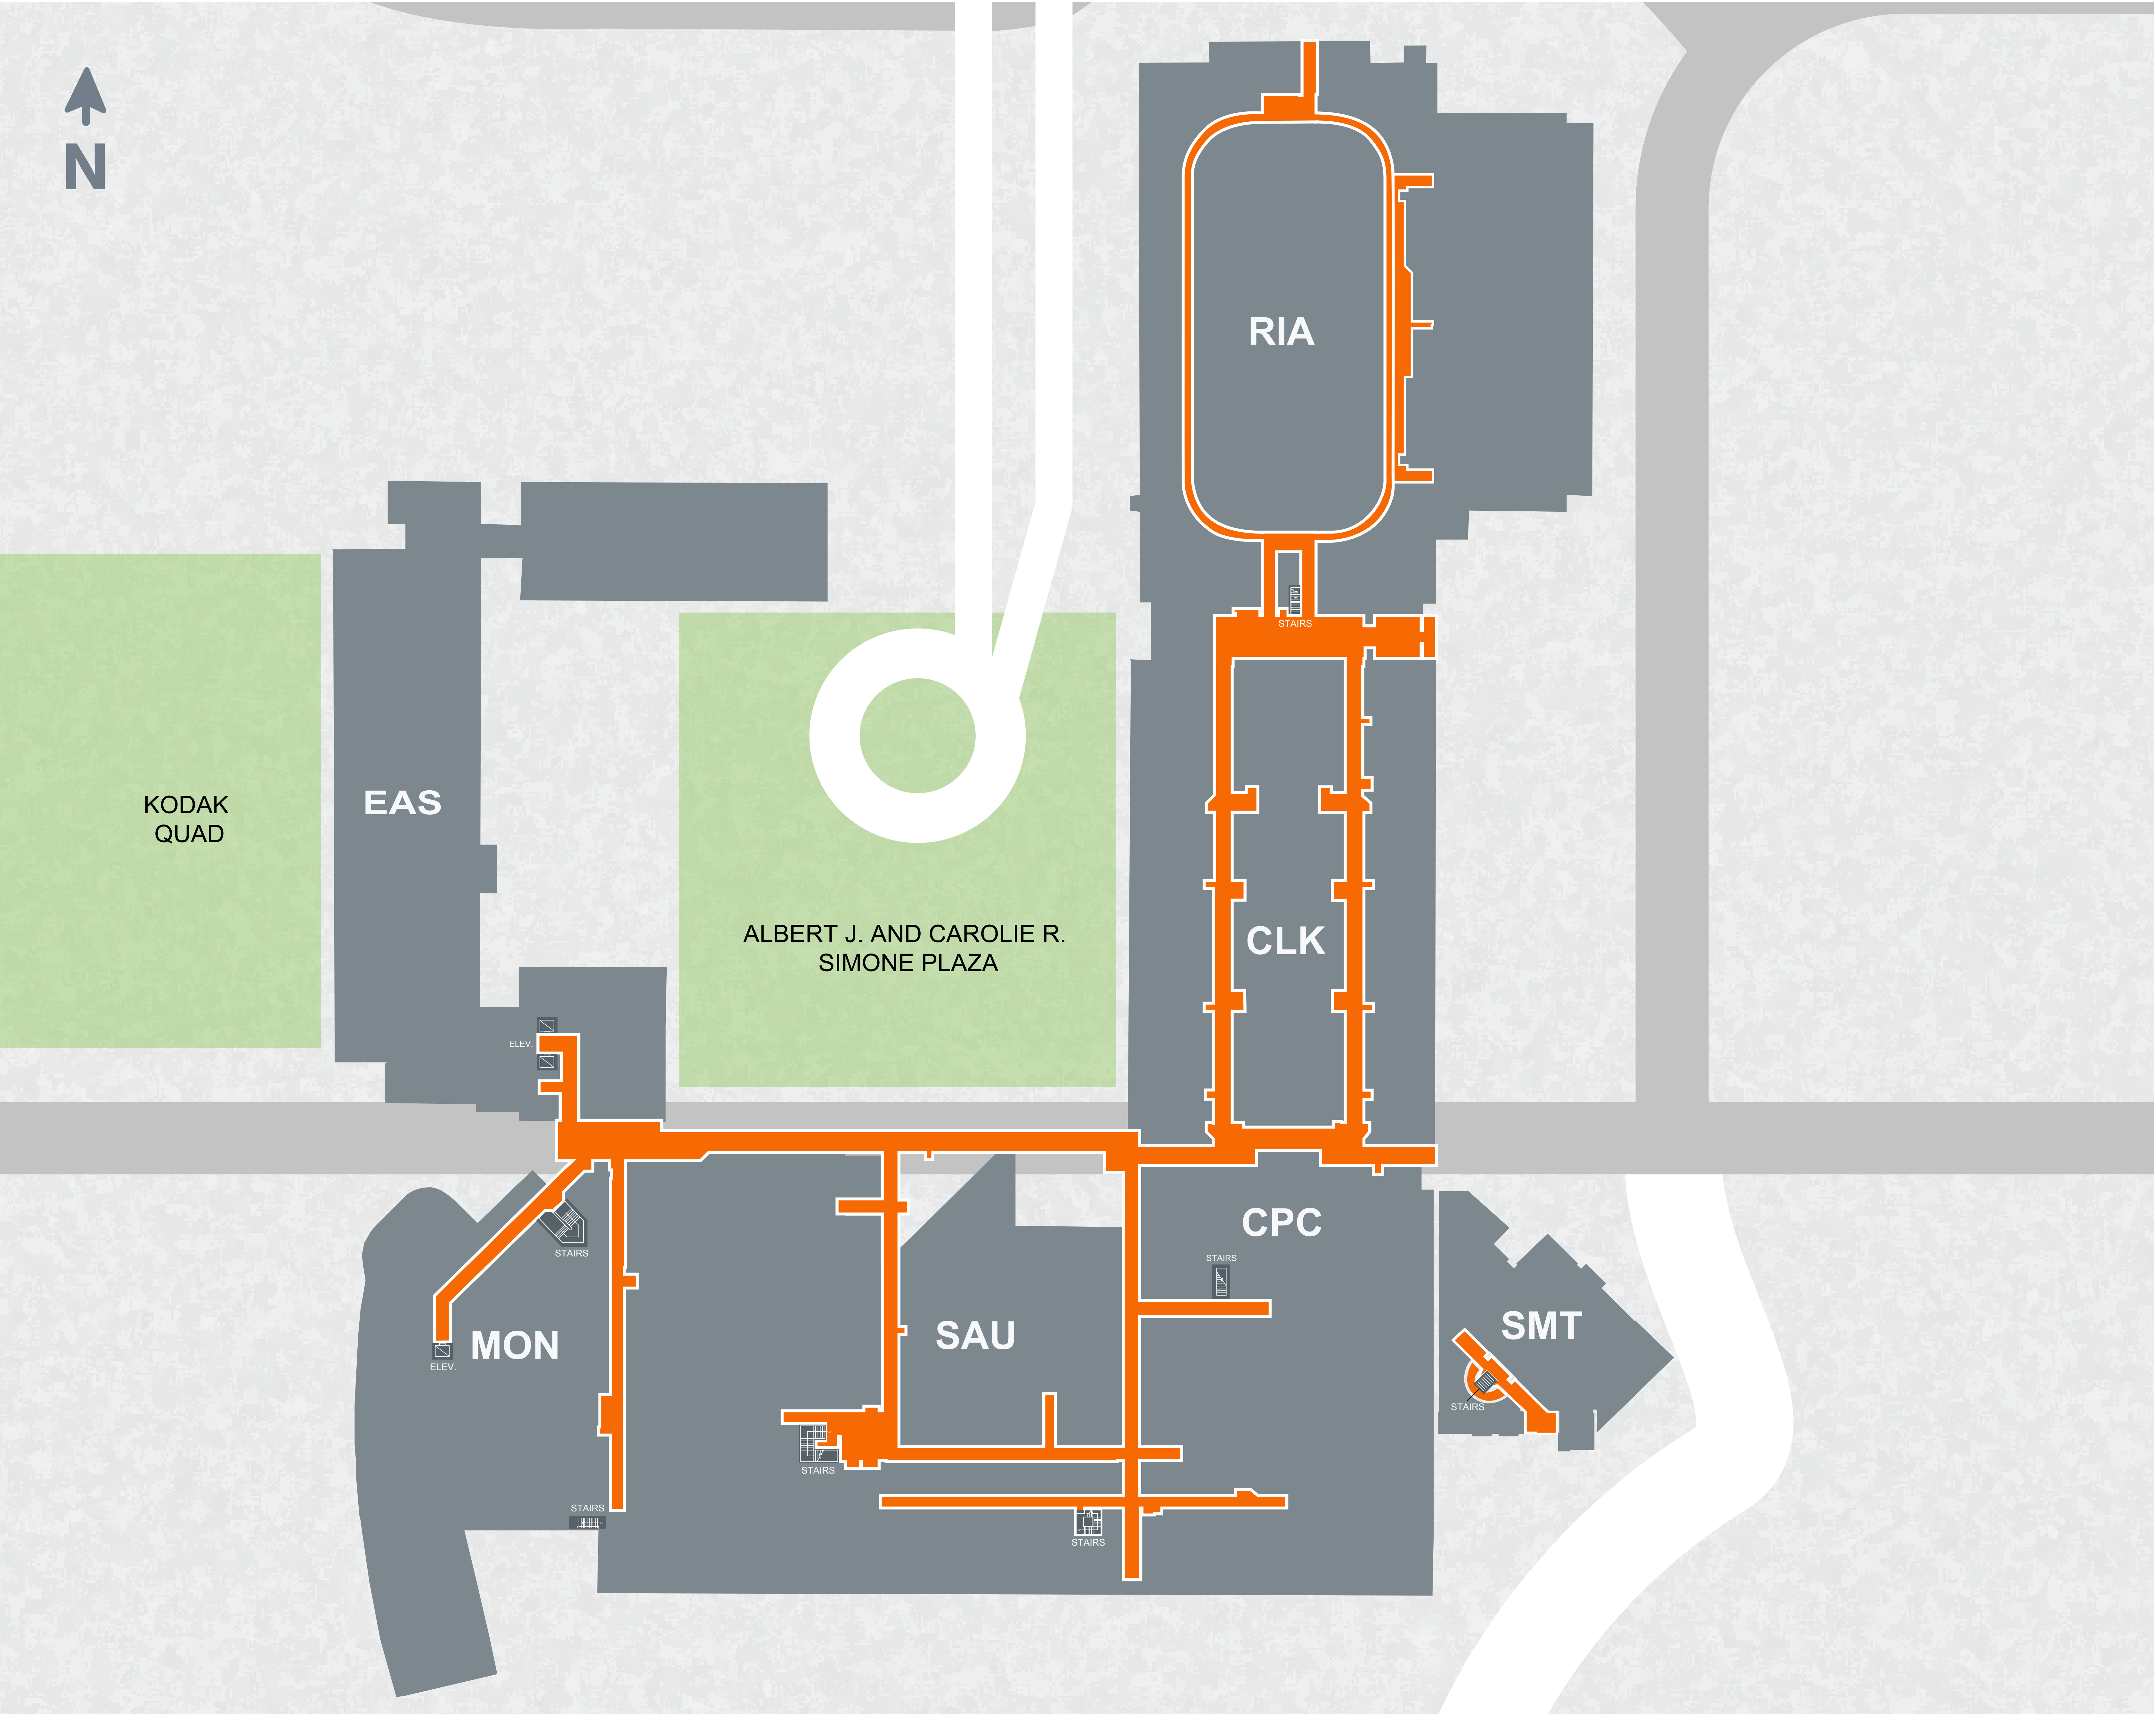 N
RIA
STAIRS
KODAK
QUAD
EAS
ALBERT J. AND CAROLIE R.
SIMONE PLAZA
CLK
ELEV.
STAIRS
CPC
STAIRS
MON
ELEV.
SAU
SMT
STAIRS
STAIRS
STAIRS
STAIRS